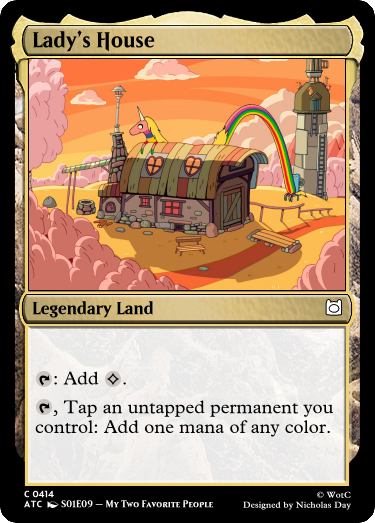 Lady's House
Legendary Land
: Add .
, Tap an untapped permanent you
control: Add one mana of any color.
C 0414
ATC S01E09 – My Two Favorite People
© WotC
Designed by Nicholas Day